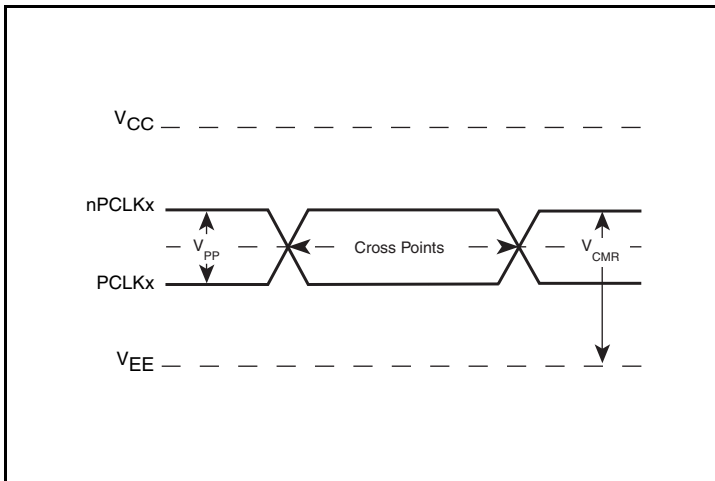 VCC
nPCLKx
VPP
Cross Points
VCMR
PCLKx
VEE